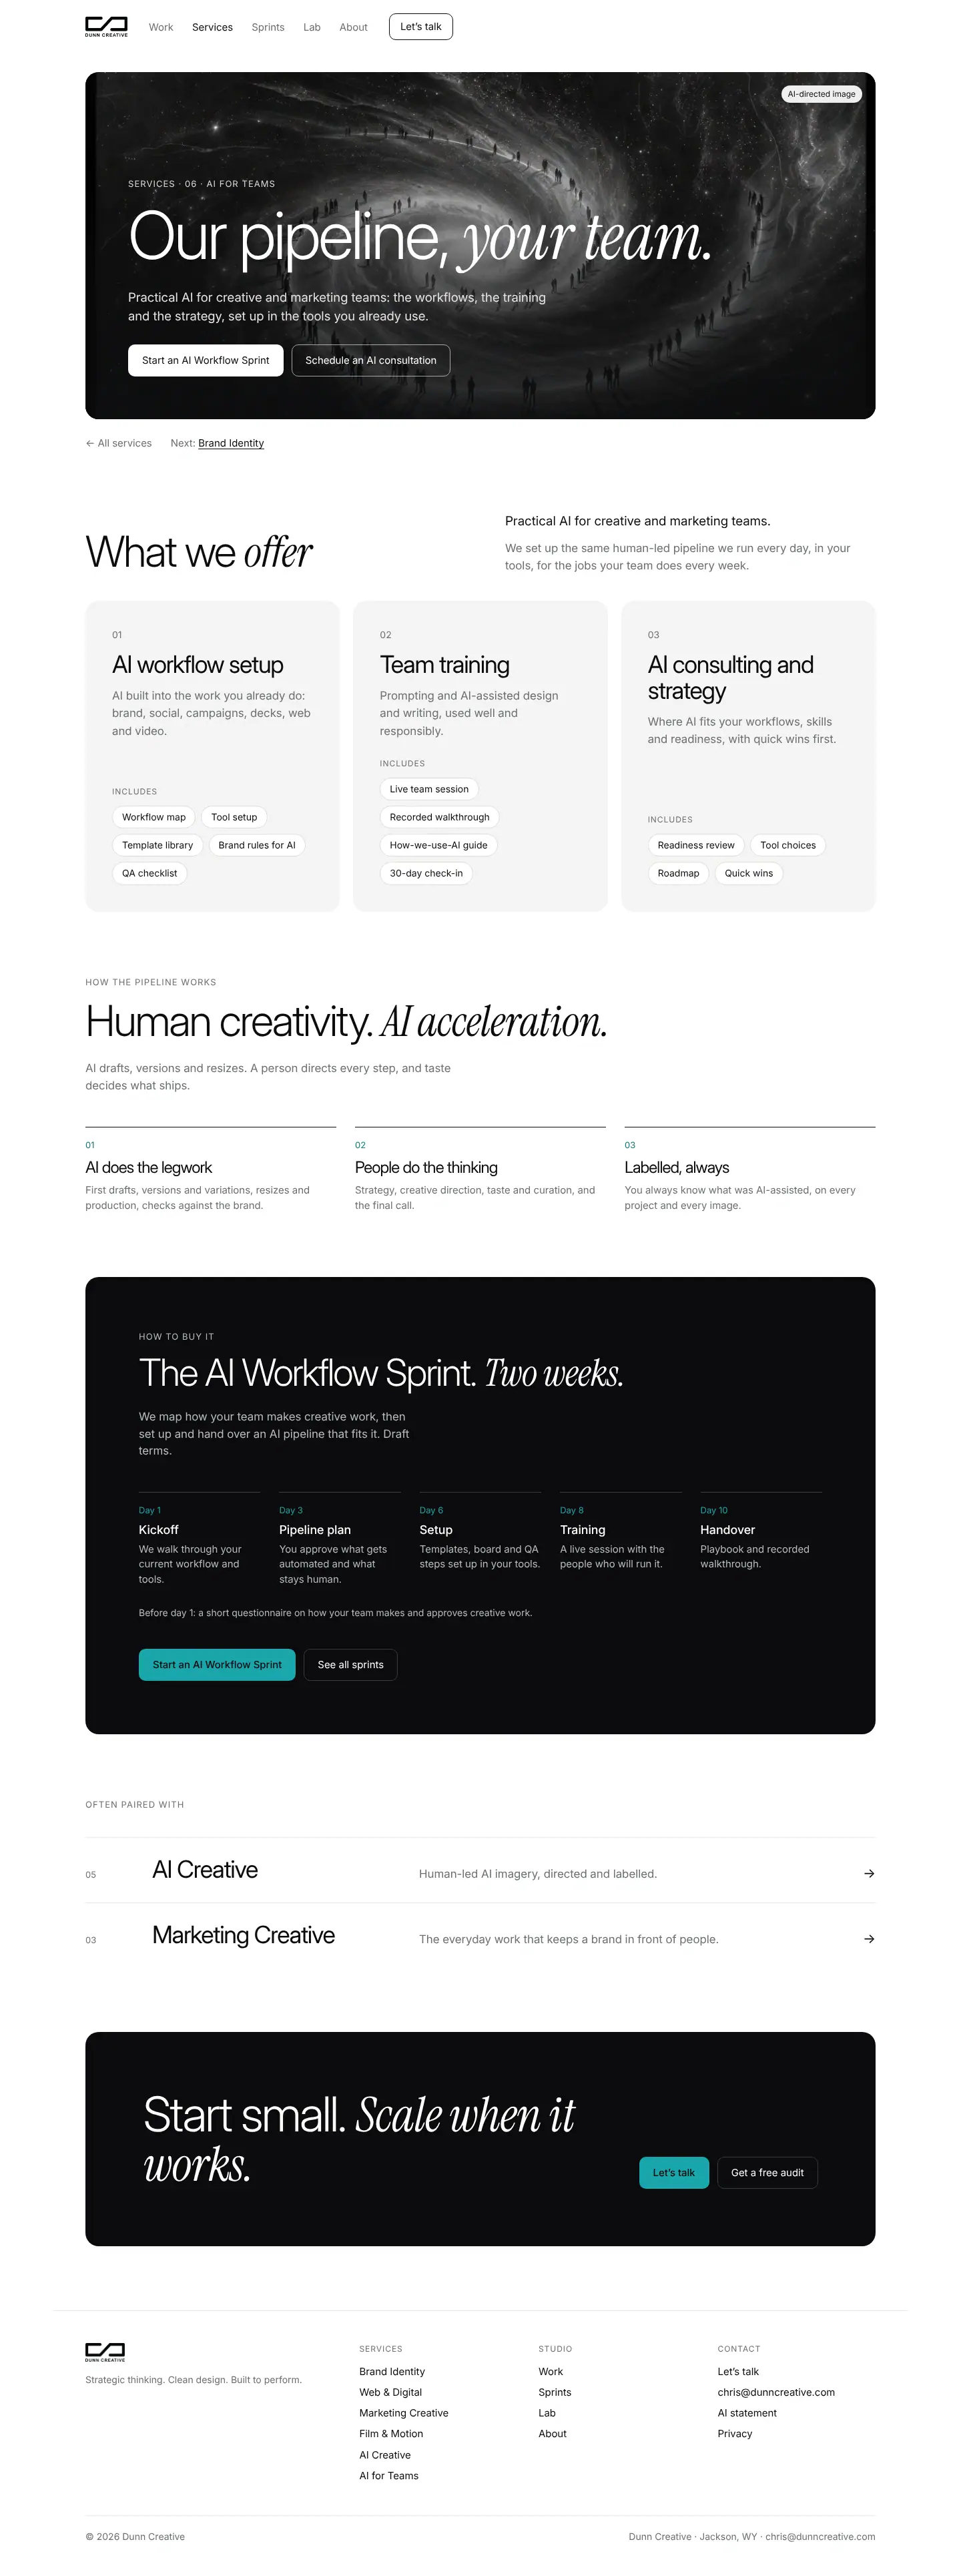 DUNN CREATIVE
Work
Services
Sprints
Lab
About
Let's talk
AI-directed image
SERVICES · 06 · AI FOR TEAMS
Our pipeline, your team.
Practical AI for creative and marketing teams: the workflows, the training
and the strategy, set up in the tools you already use.
Start an AI Workflow Sprint
Schedule an AI consultation
← All services
Next: Brand Identity
What we offer
Practical AI for creative and marketing teams.
We set up the same human-led pipeline we run every day, in your
tools, for the jobs your team does every week.
01
AI workflow setup
AI built into the work you already do:
brand, social, campaigns, decks, web
and video.
INCLUDES
Workflow map
Tool setup
Template library
Brand rules for AI
QA checklist
02
Team training
Prompting and AI-assisted design
and writing, used well and
responsibly.
INCLUDES
Live team session
Recorded walkthrough
How-we-use-AI guide
30-day check-in
03
AI consulting and
strategy
Where AI fits your workflows, skills
and readiness, with quick wins first.
INCLUDES
Readiness review
Tool choices
Roadmap
Quick wins
HOW THE PIPELINE WORKS
Human creativity. AI acceleration.
AI drafts, versions and resizes. A person directs every step, and taste
decides what ships.
01
AI does the legwork
First drafts, versions and variations, resizes and
production, checks against the brand.
02
People do the thinking
Strategy, creative direction, taste and curation, and
the final call.
03
Labelled, always
You always know what was AI-assisted, on every
project and every image.
HOW TO BUY IT
The AI Workflow Sprint. Two weeks.
We map how your team makes creative work, then
set up and hand over an AI pipeline that fits it. Draft
terms.
Day 1
Kickoff
We walk through your
current workflow and
tools.
Day 3
Pipeline plan
You approve what gets
automated and what
stays human.
Day 6
Setup
Templates, board and QA
steps set up in your tools.
Day 8
Training
A live session with the
people who will run it.
Day 10
Handover
Playbook and recorded
walkthrough.
Before day 1: a short questionnaire on how your team makes and approves creative work.
Start an AI Workflow Sprint
See all sprints
OFTEN PAIRED WITH
05
AI Creative
Human-led AI imagery, directed and labelled.
→
03
Marketing Creative
The everyday work that keeps a brand in front of people.
→
Start small. Scale when it
works.
Let's talk
Get a free audit
DUNN CREATIVE
Strategic thinking. Clean design. Built to perform.
SERVICES
Brand Identity
Web & Digital
Marketing Creative
Film & Motion
AI Creative
AI for Teams
STUDIO
Work
Sprints
Lab
About
CONTACT
Let's talk
chris@dunncreative.com
AI statement
Privacy
© 2026 Dunn Creative
Dunn Creative · Jackson, WY · chris@dunncreative.com